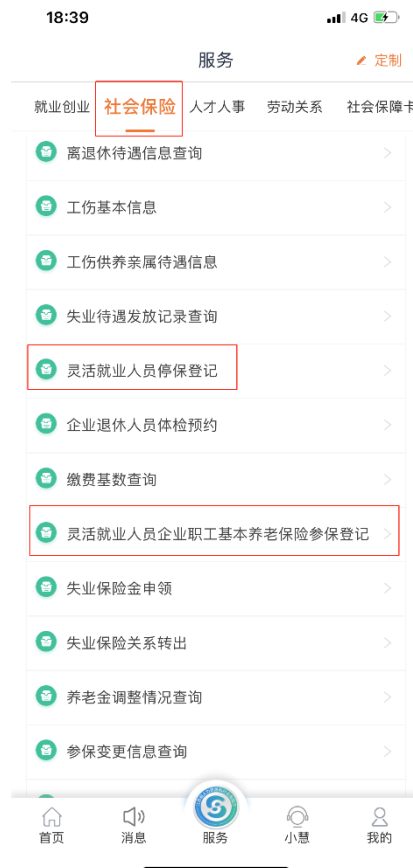 18:39
4G
服务
定制
就业创业 社会保险 人才人事 劳动关系 社会保障卡
离退休待遇信息查询
工伤基本信息
工伤供养亲属待遇信息
失业待遇发放记录查询
灵活就业人员停保登记
企业退休人员体检预约
缴费基数查询
灵活就业人员企业职工基本养老保险参保登记
失业保险金申领
失业保险关系转出
养老金调整情况查询
参保变更信息查询
首页 消息 服务 小慧 我的